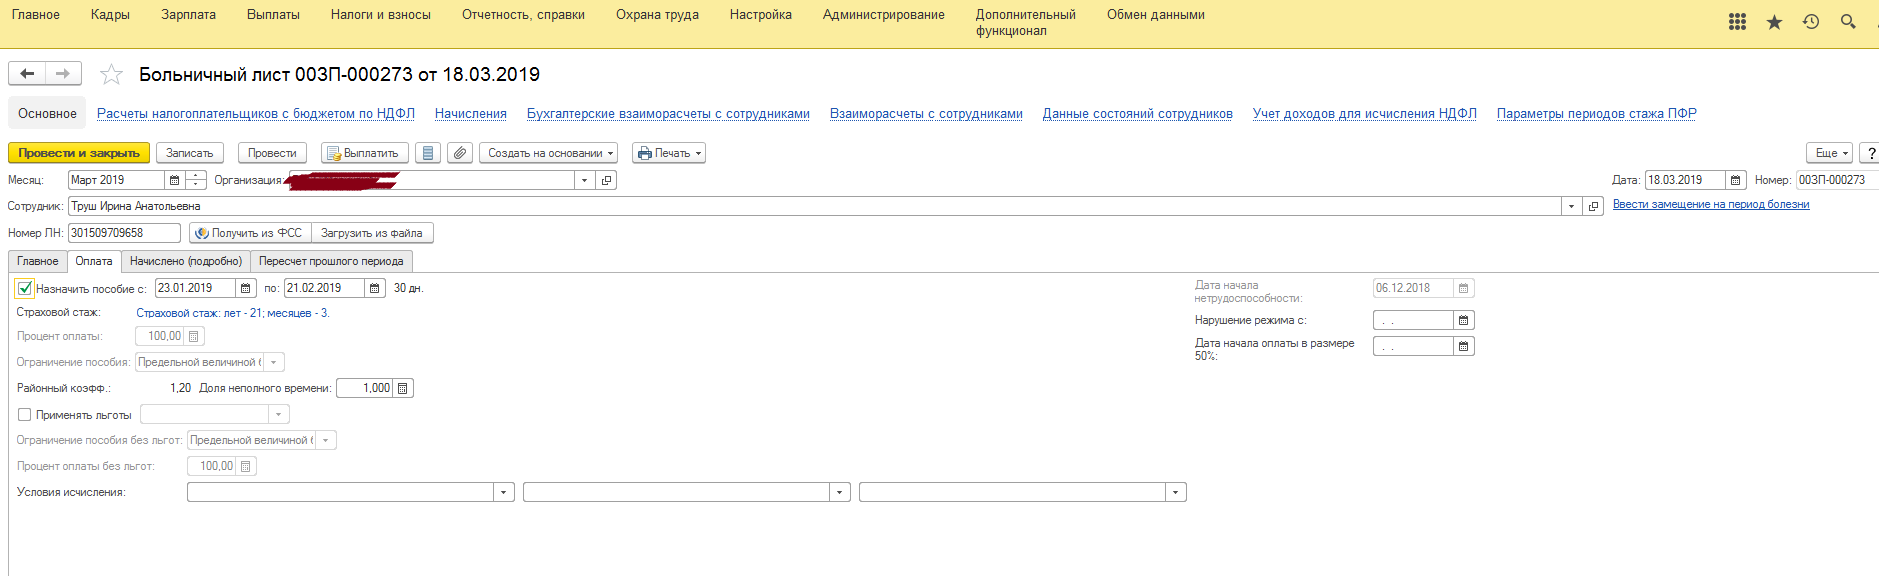 Главное Кадры Зарплата Выплаты Налоги и взносы Отчетность, справки Охрана труда Настройка Администрирование Дополнительный функционал Обмен данными
Больничный лист 00ЗП-000273 от 18.03.2019
Основное Расчеты налогоплательщиков с бюджетом по НДФЛ Начисления Бухгалтерские взаиморасчеты с сотрудниками Взаиморасчеты с сотрудниками Данные состояний сотрудников Учет доходов для исчисления НДФЛ Параметры периодов стажа ПФР
Провести и закрыть Записать Провести Выплатить Создать на основании Печать Еще ?
Месяц: Март 2019 Организация: Дата: 18.03.2019 Номер: 00ЗП-000273
Сотрудник: Труш Ирина Анатольевна Ввести замещение на период болезни
Номер ЛН: 301509709658 Получить из ФСС Загрузить из файла
Главное Оплата Начислено (подробно) Пересчет прошлого периода
Назначить пособие с: 23.01.2019 по: 21.02.2019 30 дн. Дата начала нетрудоспособности: 06.12.2018
Страховой стаж: Страховой стаж: лет - 21; месяцев - 3. Нарушение режима с: . .
Процент оплаты: 100,00 Дата начала оплаты в размере 50%: . .
Ограничение пособия: Предельной величиной б
Районный коэфф.: 1,20 Доля неполного времени: 1,000
Применять льготы
Ограничение пособия без льгот: Предельной величиной б
Процент оплаты без льгот: 100,00
Условия исчисления: